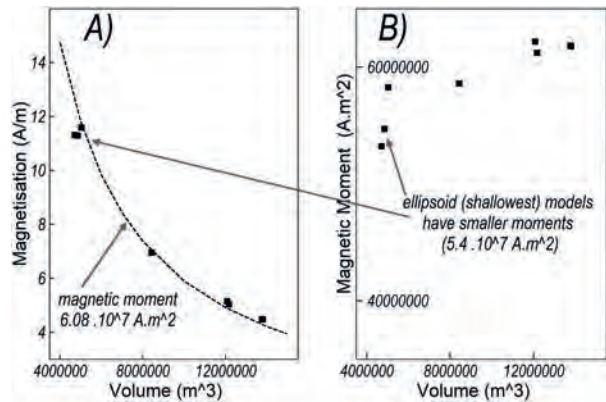 A)
Magnetisation (A/m)
14
12
10
8
6
4
magnetic moment
6.08 .10^7 A.m^2
4000000 8000000 12000000
Volume (m^3)
B)
Magnetic Moment (A.m^2)
60000000
40000000
ellipsoid (shallowest) models
have smaller moments
(5.4 .10^7 A.m^2)
4000000 8000000 12000000
Volume (m^3)